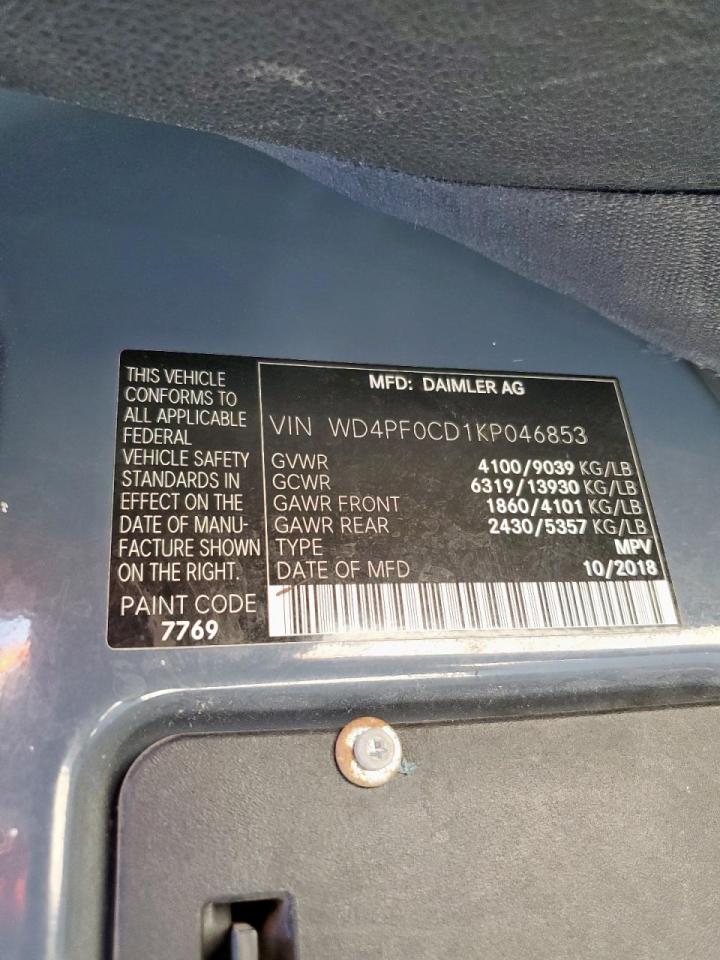 THIS VEHICLE
CONFORMS TO
ALL APPLICABLE
FEDERAL
VEHICLE SAFETY
STANDARDS IN
EFFECT ON THE
DATE OF MANU-
FACTURE SHOWN
ON THE RIGHT.
PAINT CODE
7769
MFD: DAIMLER AG
VIN WD4PF0CD1KP046853
GVWR 4100/9039 KG/LB
GCWR 6319/13930 KG/LB
GAWR FRONT 1860/4101 KG/LB
GAWR REAR 2430/5357 KG/LB
TYPE MPV
DATE OF MFD 10/2018